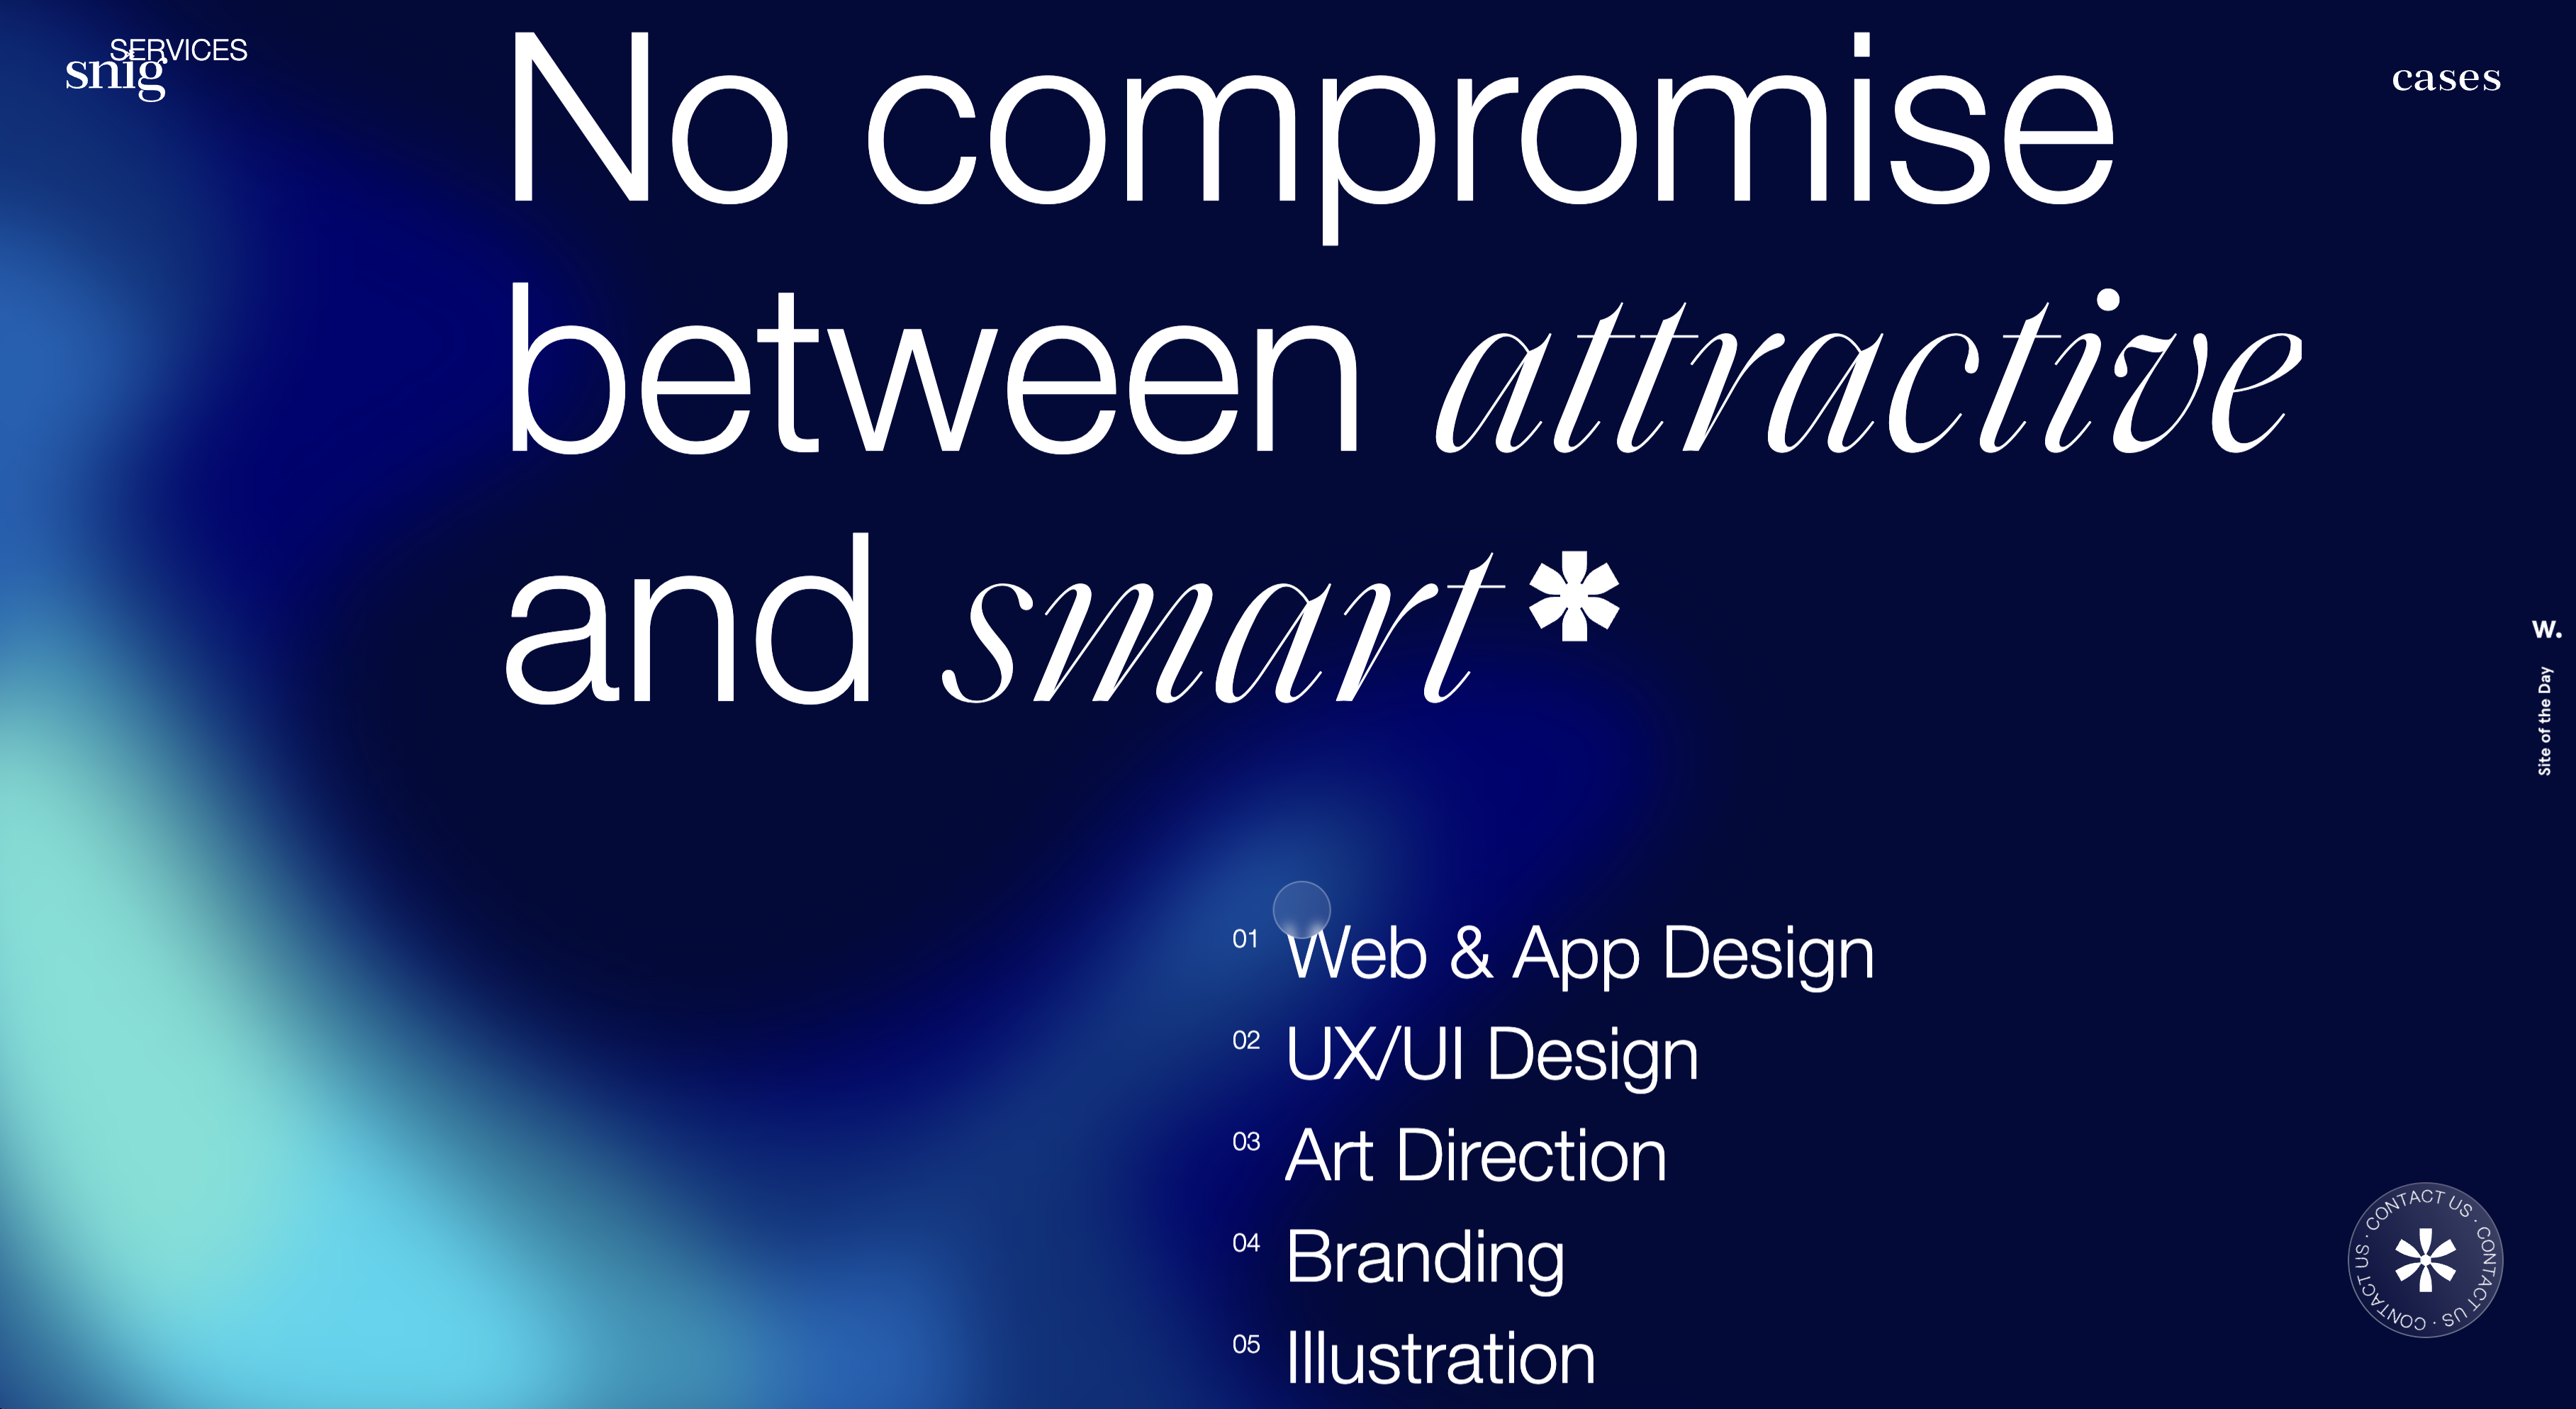 SERVICES
snig
cases
No compromise
between attractive
and smart*
W.
Site of the Day
01 Web & App Design
02 UX/UI Design
03 Art Direction
04 Branding
05 Illustration
CONTACT US · CONTACT US · CONTACT US ·